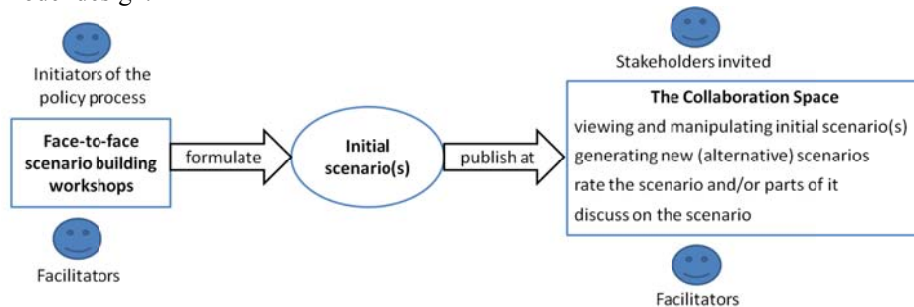 Initiators of the
policy process
Face-to-face
scenario building
workshops
Facilitators
formulate
Initial
scenario(s)
publish at
Stakeholders invited
The Collaboration Space
viewing and manipulating initial scenario(s)
generating new (alternative) scenarios
rate the scenario and/or parts of it
discuss on the scenario
Facilitators